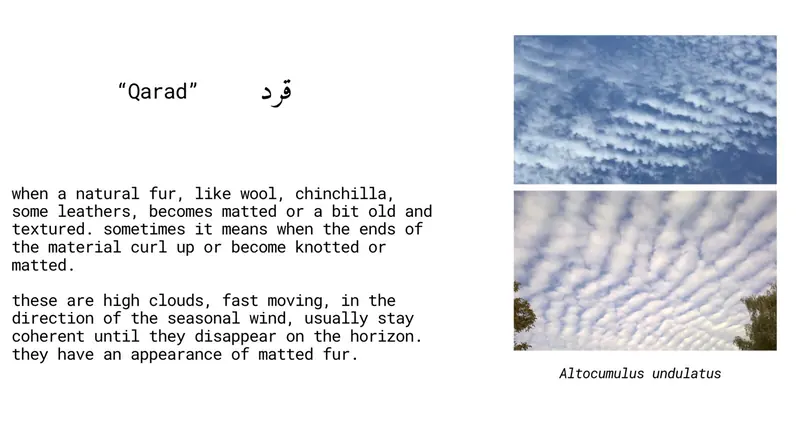 “Qarad” قرد
when a natural fur, like wool, chinchilla,
some leathers, becomes matted or a bit old and
textured. sometimes it means when the ends of
the material curl up or become knotted or
matted.
these are high clouds, fast moving, in the
direction of the seasonal wind, usually stay
coherent until they disappear on the horizon.
they have an appearance of matted fur.
Altocumulus undulatus